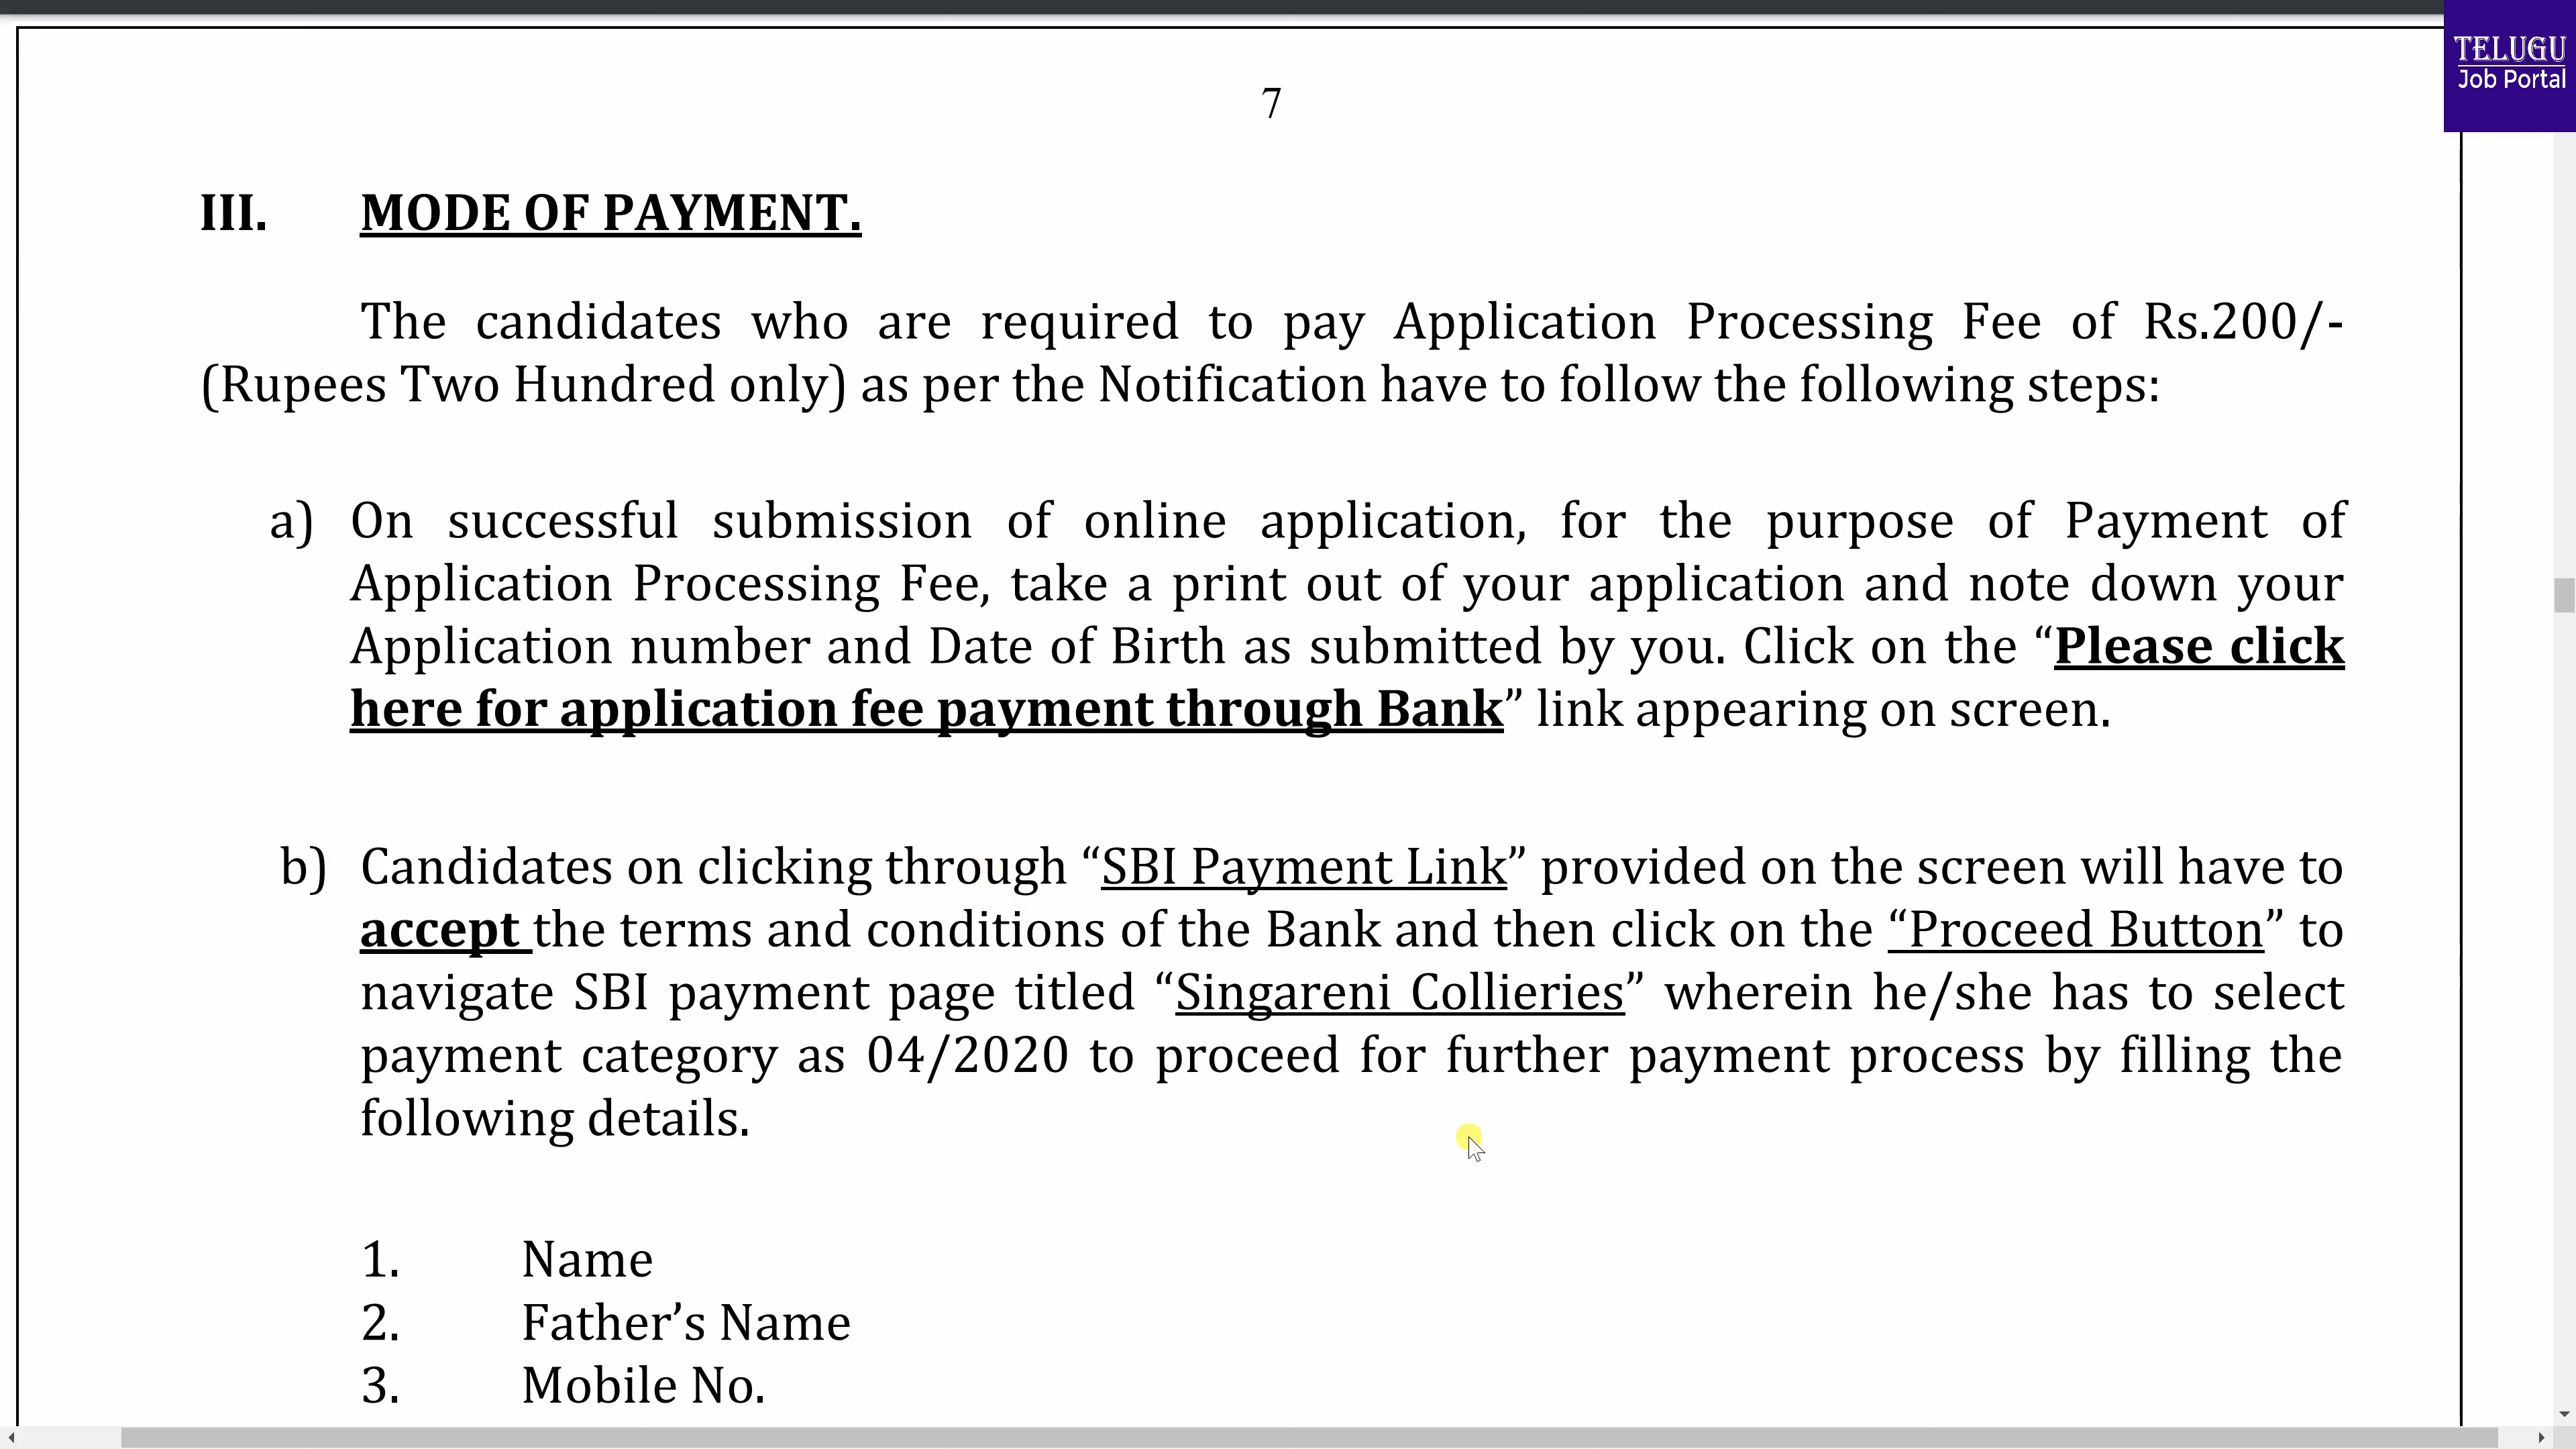 TELUGU
Job Portal
7
III. MODE OF PAYMENT.
The candidates who are required to pay Application Processing Fee of Rs.200/-
(Rupees Two Hundred only) as per the Notification have to follow the following steps:
a) On successful submission of online application, for the purpose of Payment of
Application Processing Fee, take a print out of your application and note down your
Application number and Date of Birth as submitted by you. Click on the “Please click
here for application fee payment through Bank” link appearing on screen.
b) Candidates on clicking through “SBI Payment Link” provided on the screen will have to
accept the terms and conditions of the Bank and then click on the “Proceed Button” to
navigate SBI payment page titled “Singareni Collieries” wherein he/she has to select
payment category as 04/2020 to proceed for further payment process by filling the
following details.
1. Name
2. Father’s Name
3. Mobile No.